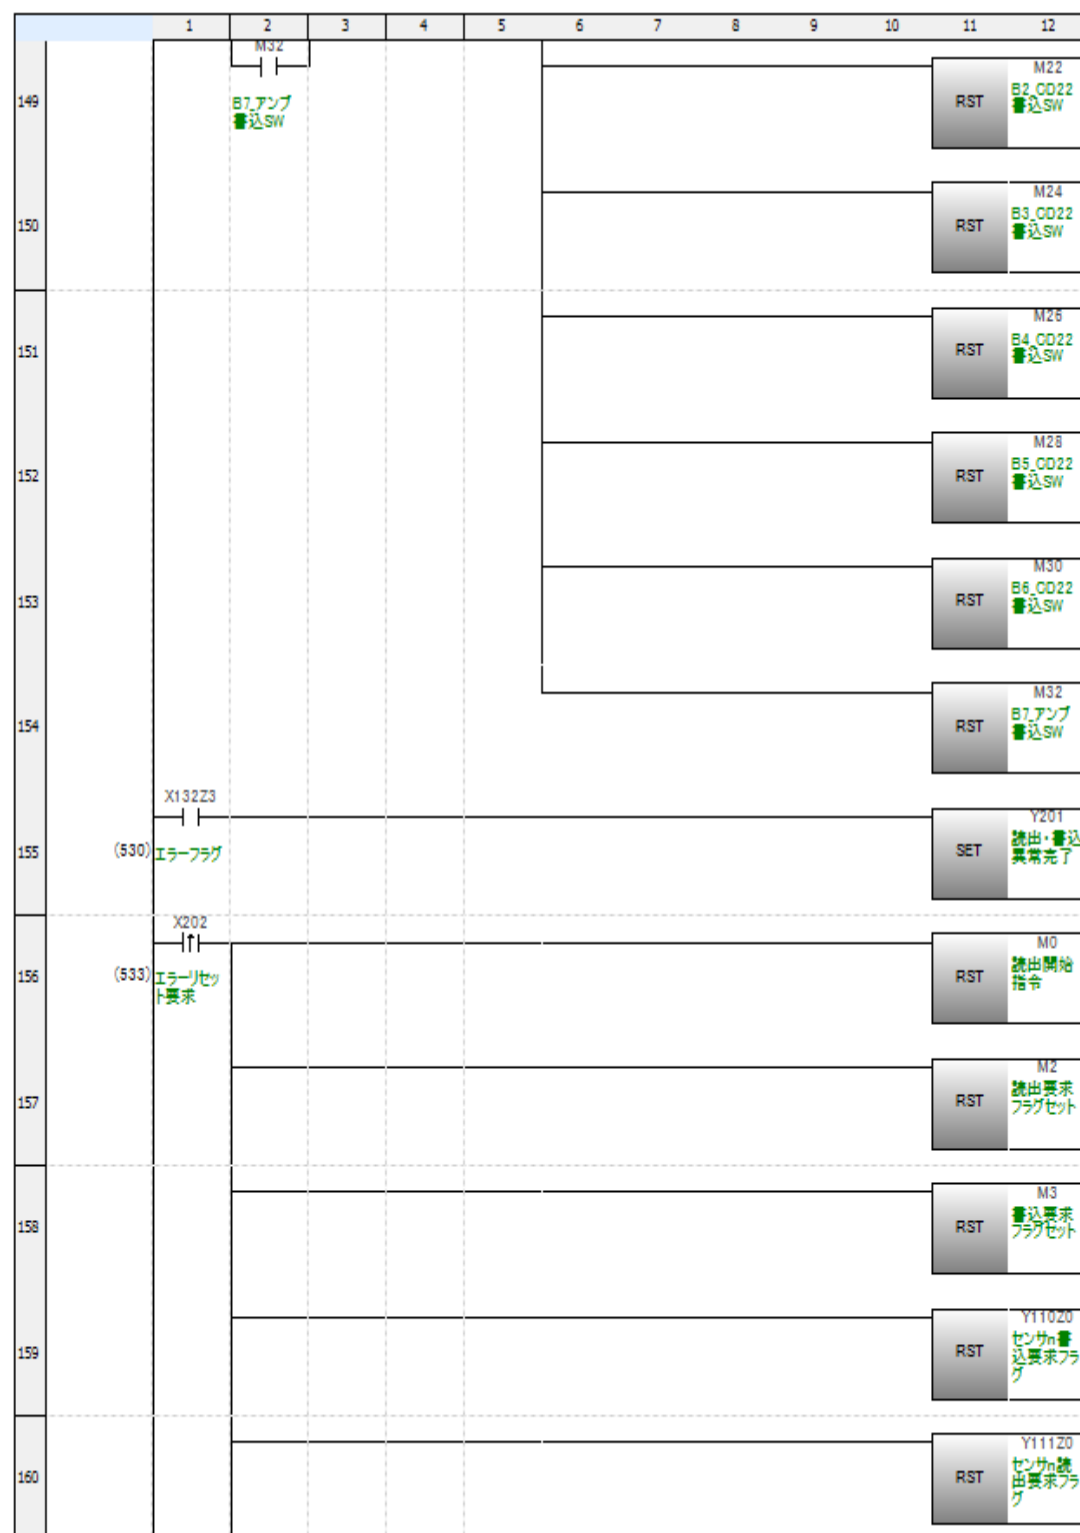 1 2 3 4 5 6 7 8 9 10 11 12
M32
B7_アンプ
書込SW
149
RST
M22
B2_CD22
書込SW
150
RST
M24
B3_CD22
書込SW
151
RST
M26
B4_CD22
書込SW
152
RST
M28
B5_CD22
書込SW
153
RST
M30
B6_CD22
書込SW
154
RST
M32
B7_アンプ
書込SW
X132Z3
155
(530)
エラーフラグ
SET
Y201
読出・書込
異常完了
X202
156
(533)
エラーリセッ
ト要求
RST
M0
読出開始
指令
157
RST
M2
読出要求
フラグセット
158
RST
M3
書込要求
フラグセット
159
RST
Y110Z0
センサn書
込要求フラ
グ
160
RST
Y111Z0
センサn読
出要求フラ
グ